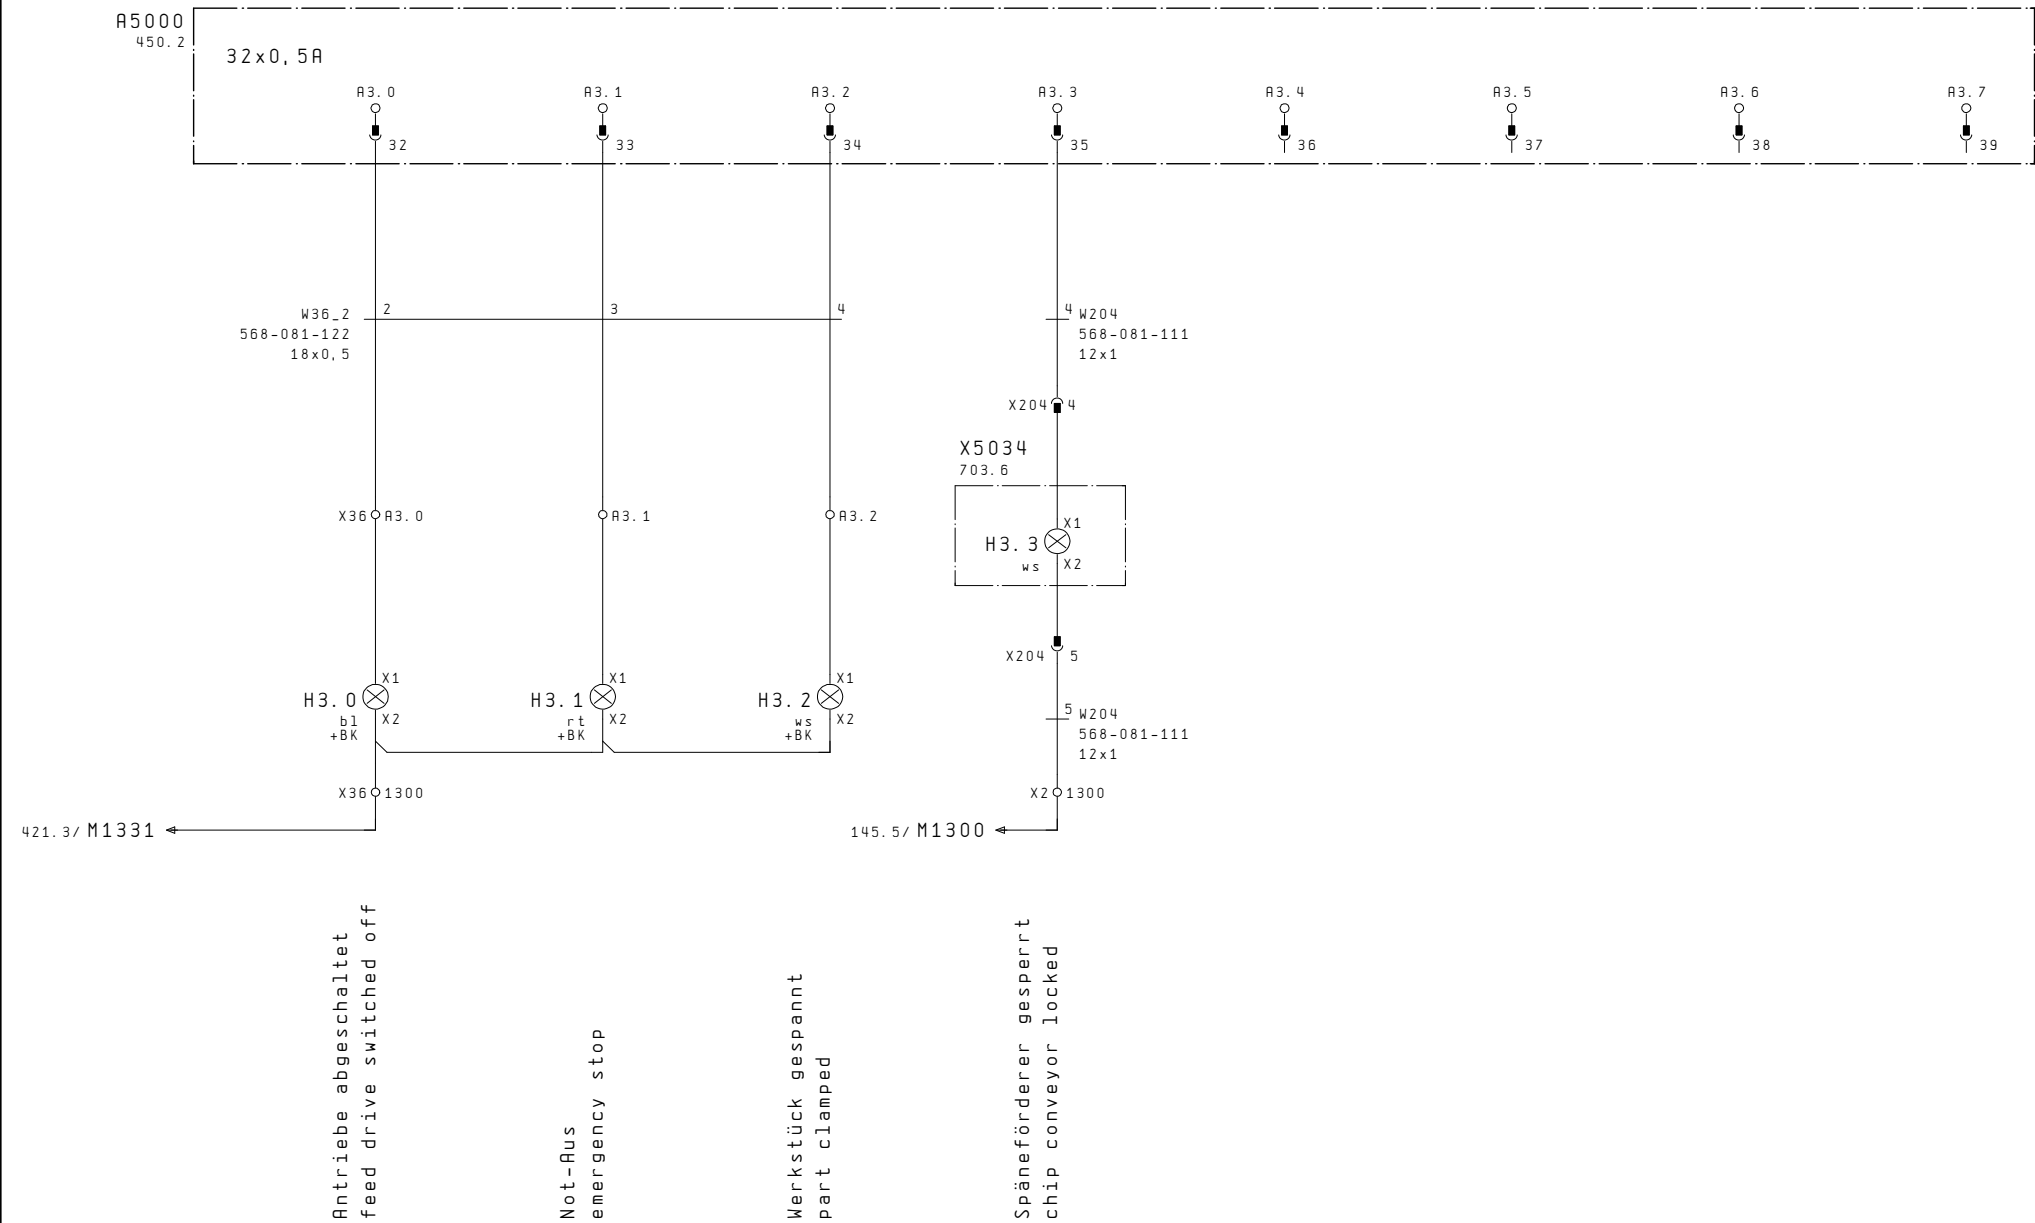 A5000
450.2
32x0,5A
A3.0 A3.1 A3.2 A3.3 A3.4 A3.5 A3.6 A3.7
32 33 34 35 36 37 38 39
2 3 4 4
W36_2 W204
568-081-122 568-081-111
18x0,5 12x1
X204 4
X5034
703.6
X36 A3.0 A3.1 A3.2
X1
H3.3
ws X2
X204 5
X1 X1 X1
H3.0 H3.1 H3.2
bl X2 rt X2 ws X2
+BK +BK +BK
5 W204
568-081-111
12x1
X36 1300 X2 1300
421.3/ M1331 145.5/ M1300
Antriebe abgeschaltet
feed drive switched off
Not-Aus
emergency stop
Werkstück gespannt
part clamped
Späneförderer gesperrt
chip conveyor locked